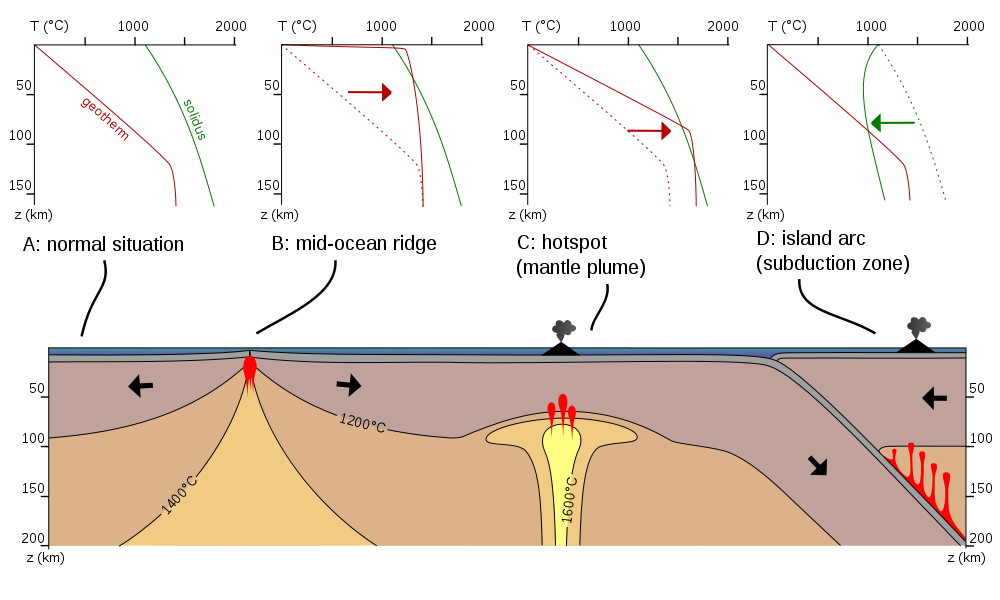 T (°C) 1000 2000
50
100
150
z (km)
geotherm
solidus
T (°C) 1000 2000
50
100
150
z (km)
T (°C) 1000 2000
50
100
150
z (km)
T (°C) 1000 2000
50
100
150
z (km)
A: normal situation
B: mid-ocean ridge
C: hotspot
(mantle plume)
D: island arc
(subduction zone)
50
100
150
200
z (km)
1200°C
1400°C
1600°C
50
100
150
200
z (km)